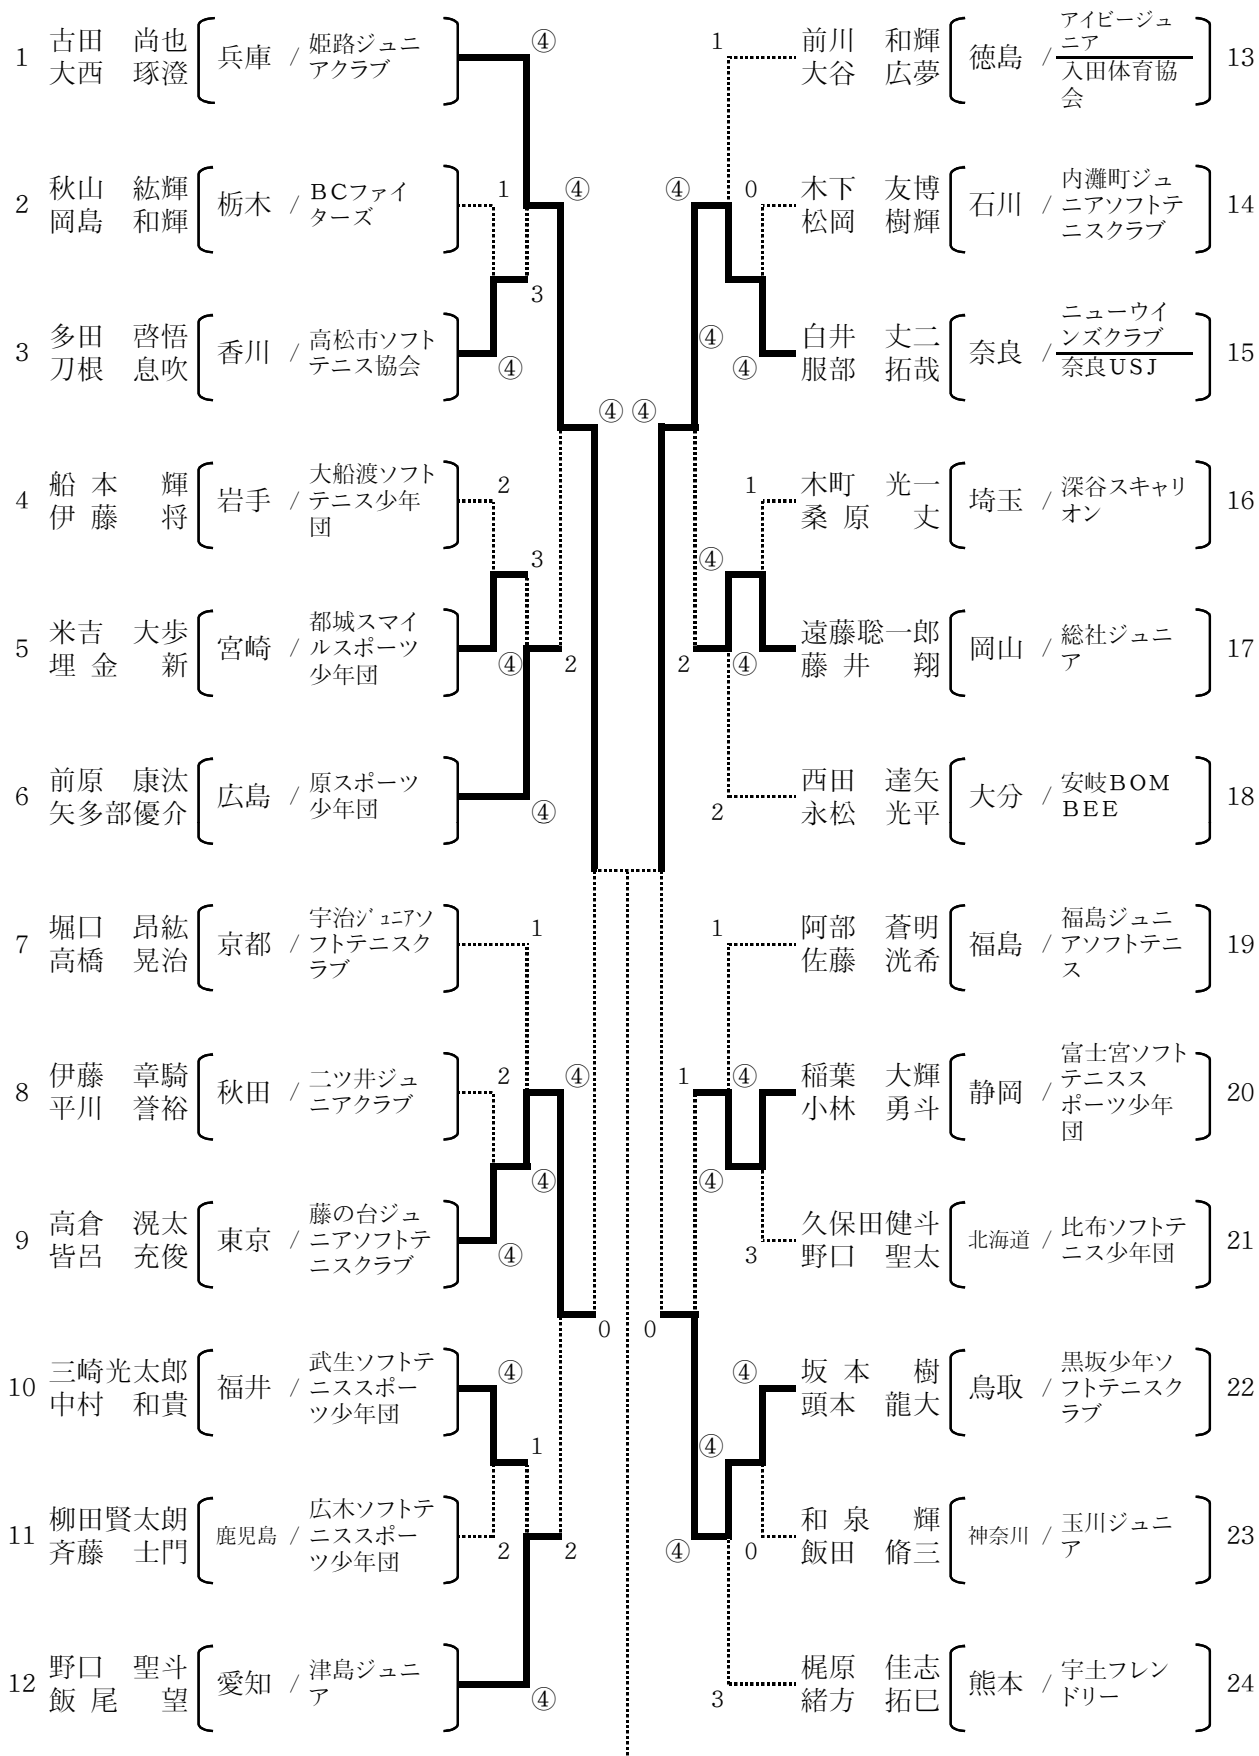 1
古田 尚也
大西 琢澄
兵庫 / 姫路ジュニ
アクラブ
④
2
秋山 紘輝
岡島 和輝
栃木 / BCファイ
ターズ
1
④
3
3
多田 啓悟
刀根 息吹
香川 / 高松市ソフト
テニス協会
④
④
4
船本 輝
伊藤 将
岩手 / 大船渡ソフト
テニス少年
団
2
3
5
米吉 大歩
埋金 新
宮崎 / 都城スマイ
ルスポーツ
少年団
④
2
6
前原 康汰
矢多部優介
広島 / 原スポーツ
少年団
④
7
堀口 昂紘
高橋 晃治
京都 / 宇治ジュニアソ
フトテニスク
ラブ
1
8
伊藤 章騎
平川 誉裕
秋田 / 二ツ井ジュ
ニアクラブ
2
④
④
9
高倉 滉太
皆呂 充俊
東京 / 藤の台ジュ
ニアソフトテ
ニスクラブ
④
0
10
三崎光太郎
中村 和貴
福井 / 武生ソフトテ
ニススポー
ツ少年団
④
1
11
柳田賢太朗
斉藤 士門
鹿児島 / 広木ソフトテ
ニススポー
ツ少年団
2
2
12
野口 聖斗
飯尾 望
愛知 / 津島ジュニ
ア
④
1
前川 和輝
大谷 広夢
徳島 / アイビージュ
ニア
入田体育協
会
13
④
0
木下 友博
松岡 樹輝
石川 / 内灘町ジュ
ニアソフトテ
ニスクラブ
14
④
④
白井 丈二
服部 拓哉
奈良 / ニューウイ
ンズクラブ
奈良USJ
15
④
1
木町 光一
桑原 丈
埼玉 / 深谷スキャリ
オン
16
④
2
④
遠藤聡一郎
藤井 翔
岡山 / 総社ジュニ
ア
17
2
西田 達矢
永松 光平
大分 / 安岐BOM
BEE
18
1
阿部 蒼明
佐藤 洸希
福島 / 福島ジュニ
アソフトテニ
ス
19
1
④
稲葉 大輝
小林 勇斗
静岡 / 富士宮ソフト
テニスス
ポーツ少年
団
20
④
3
久保田健斗
野口 聖太
北海道 / 比布ソフトテ
ニス少年団
21
0
④
坂本 樹
頭本 龍大
鳥取 / 黒坂少年ソ
フトテニスク
ラブ
22
④
④
0
和泉 輝
飯田 脩三
神奈川 / 玉川ジュニ
ア
23
3
梶原 佳志
緒方 拓巳
熊本 / 宇土フレン
ドリー
24